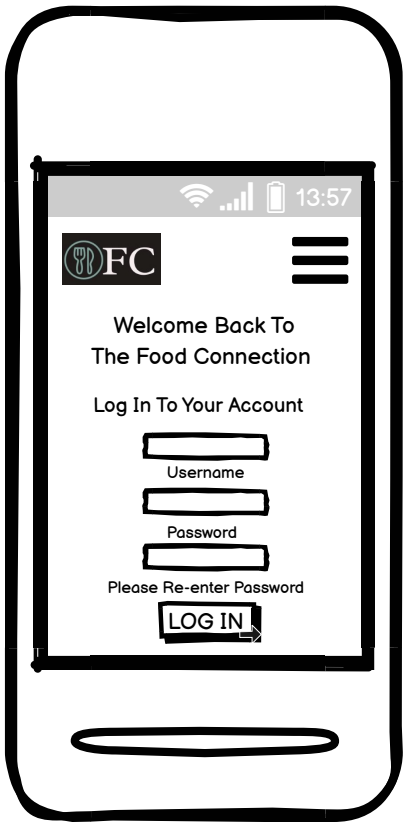 13:57
FC
Welcome Back To
The Food Connection
Log In To Your Account
Username
Password
Please Re-enter Password
LOG IN